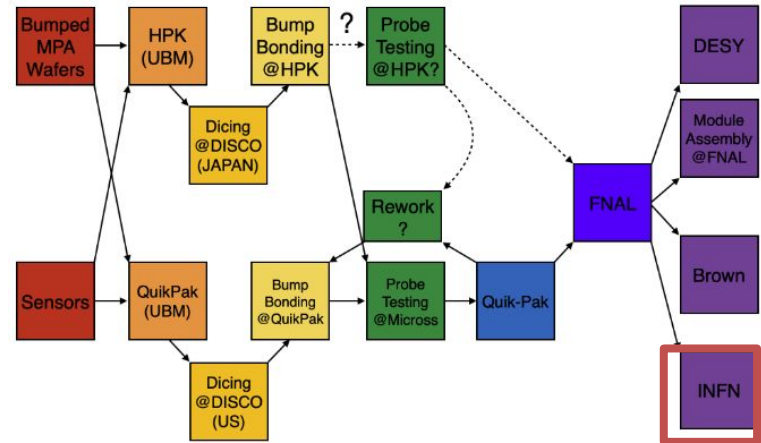 Bumped
MPA
Wafers
HPK
(UBM)
Bump
Bonding
@HPK
?
Probe
Testing
@HPK?
DESY
Dicing
@DISCO
(JAPAN)
Module
Assembly
@FNAL
Rework
?
FNAL
Sensors
QuikPak
(UBM)
Bump
Bonding
@QuikPak
Probe
Testing
@Micross
Quik-Pak
Brown
Dicing
@DISCO
(US)
INFN